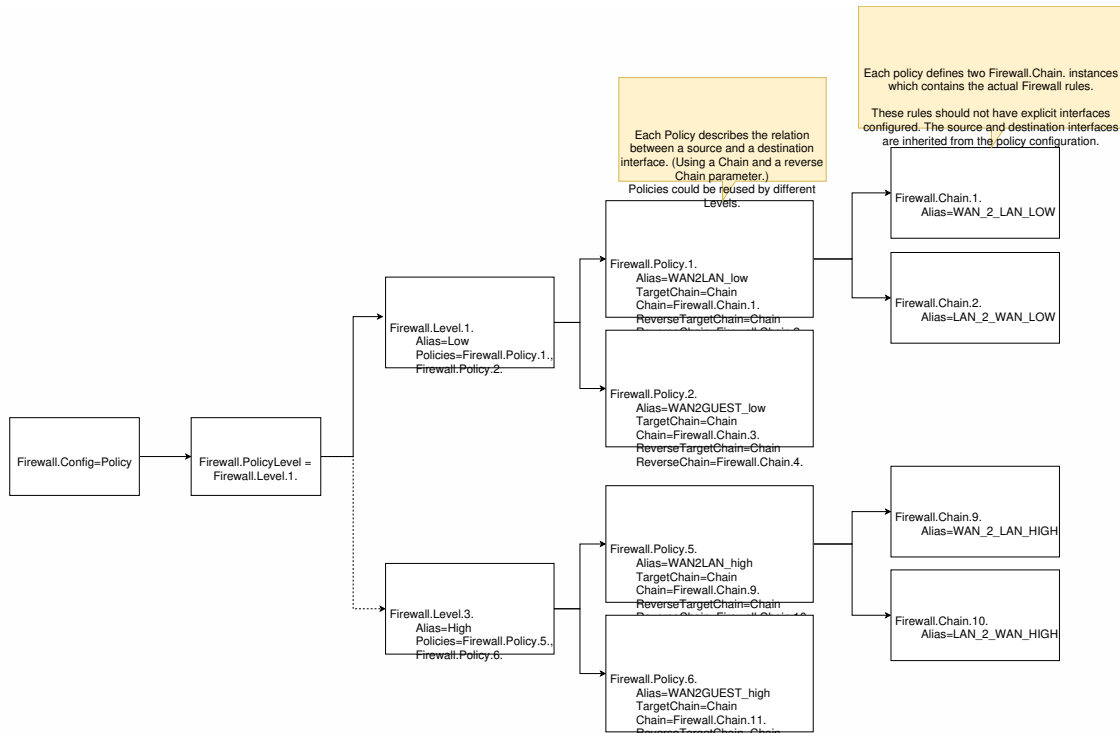 Each policy defines two Firewall.Chain. instances
which contains the actual Firewall rules.
These rules should not have explicit interfaces
configured. The source and destination interfaces
are inherited from the policy configuration.
Each Policy describes the relation
between a source and a destination
interface. (Using a Chain and a reverse
Chain parameter.)
Policies could be reused by different
Levels.
Firewall.Chain.1.
Alias=WAN_2_LAN_LOW
Firewall.Policy.1.
Alias=WAN2LAN_low
TargetChain=Chain
Chain=Firewall.Chain.1.
ReverseTargetChain=Chain
Firewall.Chain.2.
Alias=LAN_2_WAN_LOW
Firewall.Level.1.
Alias=Low
Policies=Firewall.Policy.1.,
Firewall.Policy.2.
Firewall.Policy.2.
Alias=WAN2GUEST_low
TargetChain=Chain
Chain=Firewall.Chain.3.
ReverseTargetChain=Chain
ReverseChain=Firewall.Chain.4.
Firewall.Config=Policy
Firewall.PolicyLevel =
Firewall.Level.1.
Firewall.Chain.9.
Alias=WAN_2_LAN_HIGH
Firewall.Policy.5.
Alias=WAN2LAN_high
TargetChain=Chain
Chain=Firewall.Chain.9.
ReverseTargetChain=Chain
Firewall.Level.3.
Alias=High
Policies=Firewall.Policy.5.,
Firewall.Policy.6.
Firewall.Chain.10.
Alias=LAN_2_WAN_HIGH
Firewall.Policy.6.
Alias=WAN2GUEST_high
TargetChain=Chain
Chain=Firewall.Chain.11.